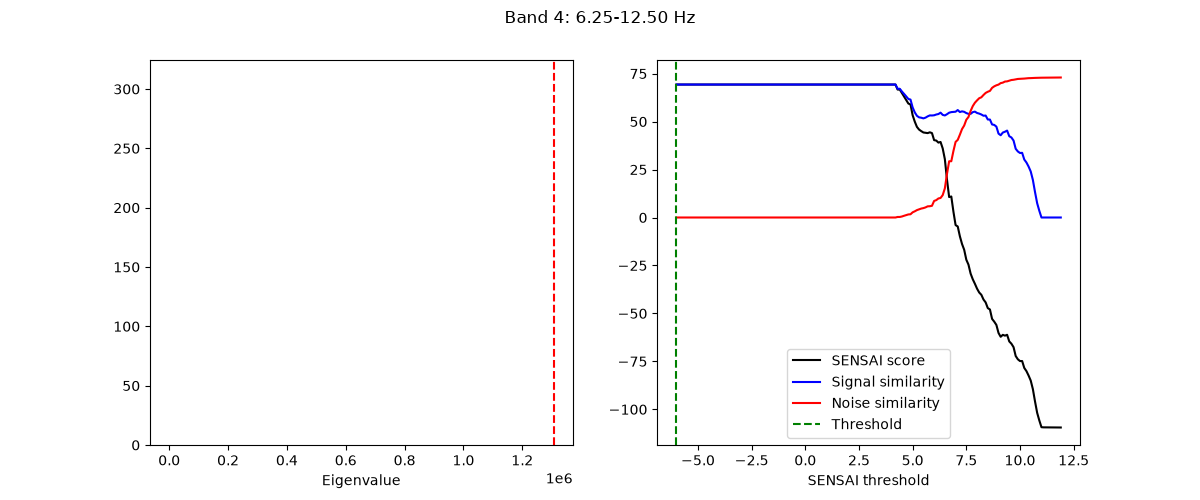 Band 4: 6.25-12.50 Hz
300
250
200
150
100
50
0
0.0 0.2 0.4 0.6 0.8 1.0 1.2
1e6
Eigenvalue
75
50
25
0
−25
−50
−75
−100
SENSAI score
Signal similarity
Noise similarity
Threshold
−5.0 −2.5 0.0 2.5 5.0 7.5 10.0 12.5
SENSAI threshold